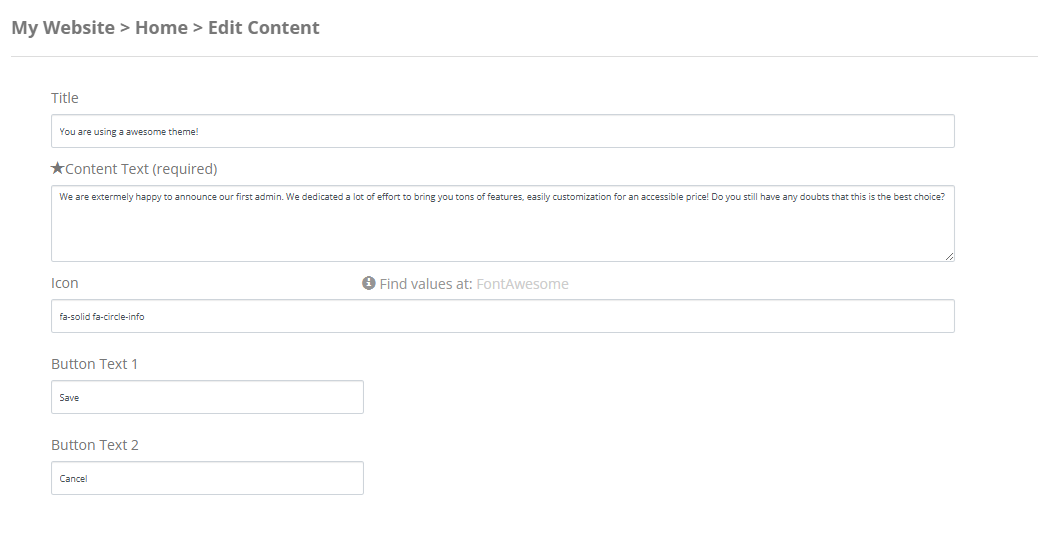 My Website > Home > Edit Content
Title
You are using a awesome theme!
★Content Text (required)
We are extermely happy to announce our first admin. We dedicated a lot of effort to bring you tons of features, easily customization for an accessible price! Do you still have any doubts that this is the best choice?
Icon
Find values at: FontAwesome
fa-solid fa-circle-info
Button Text 1
Save
Button Text 2
Cancel